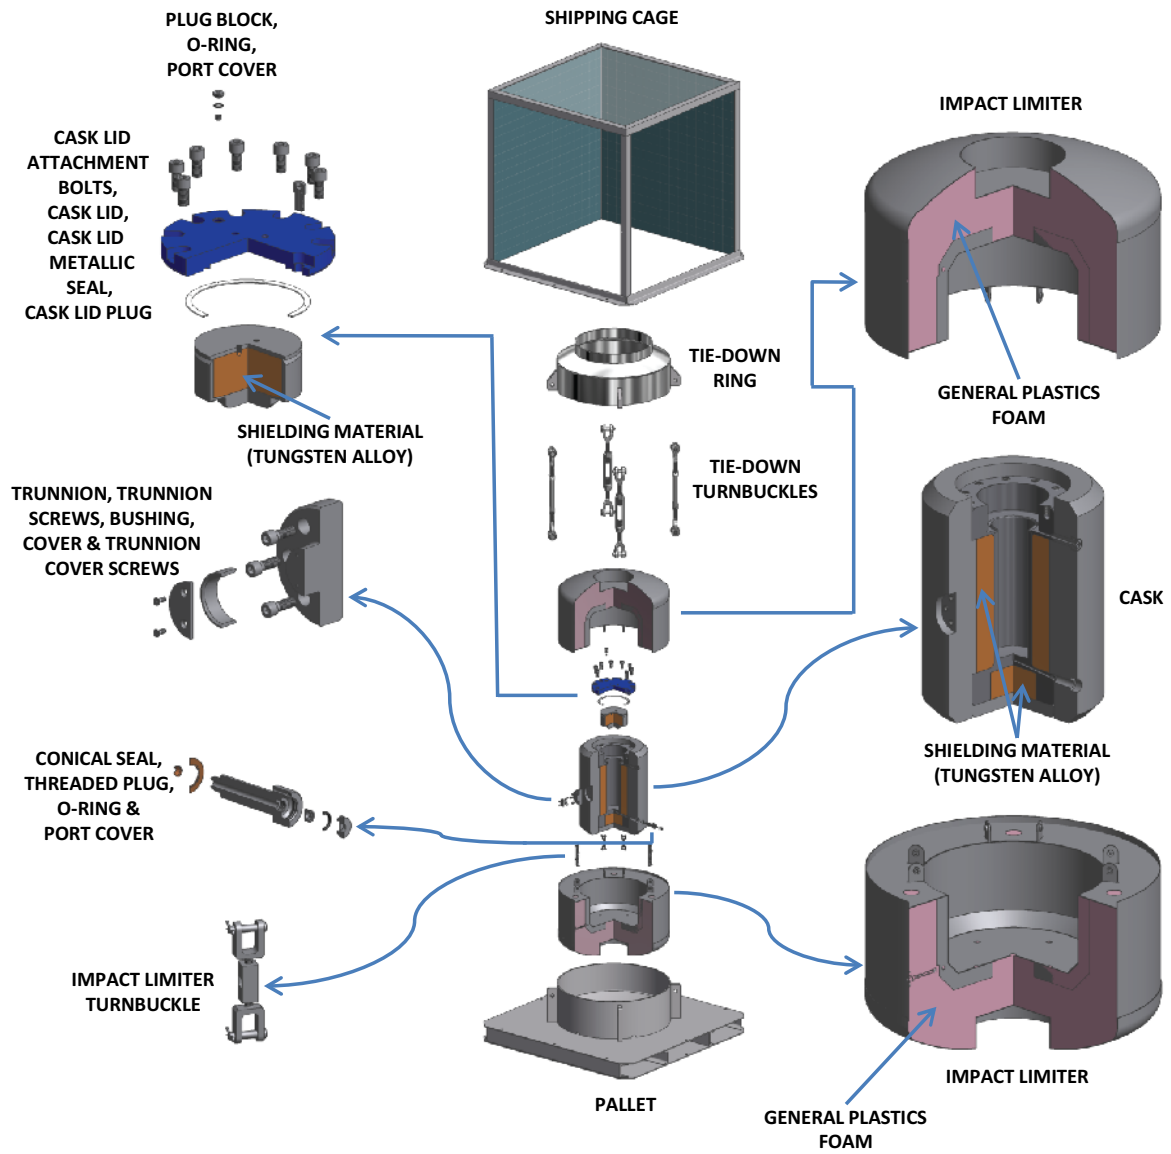 PLUG BLOCK,
O-RING,
PORT COVER
SHIPPING CAGE
IMPACT LIMITER
CASK LID
ATTACHMENT
BOLTS,
CASK LID,
CASK LID
METALLIC
SEAL,
CASK LID PLUG
TIE-DOWN
RING
GENERAL PLASTICS
FOAM
SHIELDING MATERIAL
(TUNGSTEN ALLOY)
TIE-DOWN
TURNBUCKLES
TRUNNION, TRUNNION
SCREWS, BUSHING,
COVER & TRUNNION
COVER SCREWS
CASK
SHIELDING MATERIAL
(TUNGSTEN ALLOY)
CONICAL SEAL,
THREADED PLUG,
O-RING &
PORT COVER
IMPACT LIMITER
TURNBUCKLE
IMPACT LIMITER
PALLET
GENERAL PLASTICS
FOAM